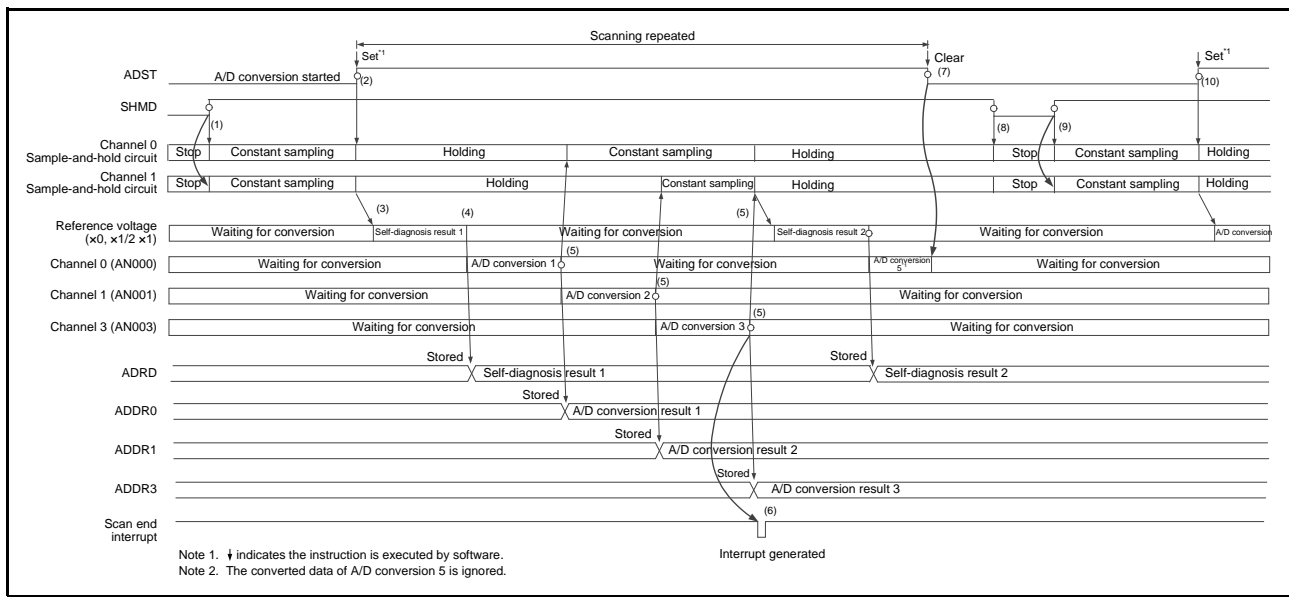 Scanning repeated
Set*1
Clear
Set*1
ADST
A/D conversion started
(2)
(7)
(10)
SHMD
(1)
(8)
(9)
Channel 0
Sample-and-hold circuit
Stop
Constant sampling
Holding
Constant sampling
Holding
Stop
Constant sampling
Holding
Channel 1
Sample-and-hold circuit
Stop
Constant sampling
Holding
Constant sampling
Holding
Stop
Constant sampling
Holding
(3)
(4)
(5)
Reference voltage
(×0, ×1/2 ×1)
Waiting for conversion
Self-diagnosis result 1
Waiting for conversion
Self-diagnosis result 2
Waiting for conversion
A/D conversion
(5)
Channel 0 (AN000)
Waiting for conversion
A/D conversion 1
Waiting for conversion
A/D conversion
5
Waiting for conversion
(5)
Channel 1 (AN001)
Waiting for conversion
A/D conversion 2
Waiting for conversion
(5)
Channel 3 (AN003)
Waiting for conversion
A/D conversion 3
Waiting for conversion
Stored
Stored
ADRD
Self-diagnosis result 1
Self-diagnosis result 2
Stored
ADDR0
A/D conversion result 1
Stored
ADDR1
A/D conversion result 2
Stored
ADDR3
A/D conversion result 3
(6)
Scan end
interrupt
Interrupt generated
Note 1. indicates the instruction is executed by software.
Note 2. The converted data of A/D conversion 5 is ignored.